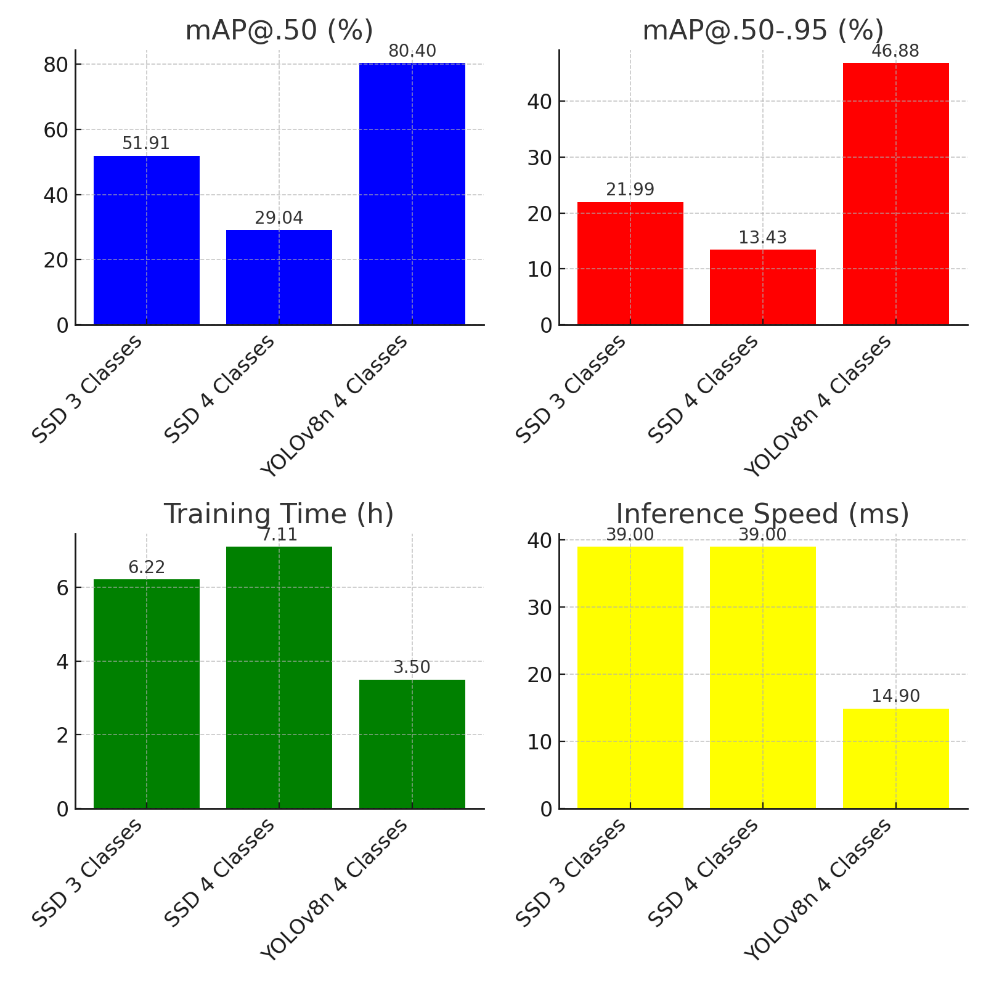 mAP@.50 (%)
80
60
40
20
0
51.91
29.04
80.40
SSD 3 Classes
SSD 4 Classes
YOLOv8n 4 Classes
mAP@.50-.95 (%)
40
30
20
10
0
21.99
13.43
46.88
SSD 3 Classes
SSD 4 Classes
YOLOv8n 4 Classes
Training Time (h)
6
4
2
0
6.22
7.11
3.50
SSD 3 Classes
SSD 4 Classes
YOLOv8n 4 Classes
Inference Speed (ms)
40
30
20
10
0
39.00
39.00
14.90
SSD 3 Classes
SSD 4 Classes
YOLOv8n 4 Classes